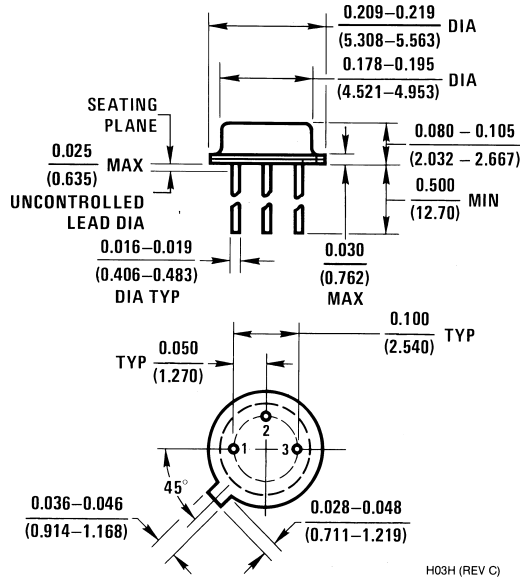 0.209–0.219 DIA
(5.308–5.563)
0.178–0.195 DIA
(4.521–4.953)
SEATING
PLANE
0.025 MAX
(0.635)
UNCONTROLLED
LEAD DIA
0.080 – 0.105
(2.032 – 2.667)
0.500 MIN
(12.70)
0.016–0.019
(0.406–0.483)
DIA TYP
0.030
(0.762)
MAX
0.100 TYP
(2.540)
TYP 0.050
(1.270)
2
1 3
45°
0.036–0.046
(0.914–1.168)
0.028–0.048
(0.711–1.219)
H03H (REV C)